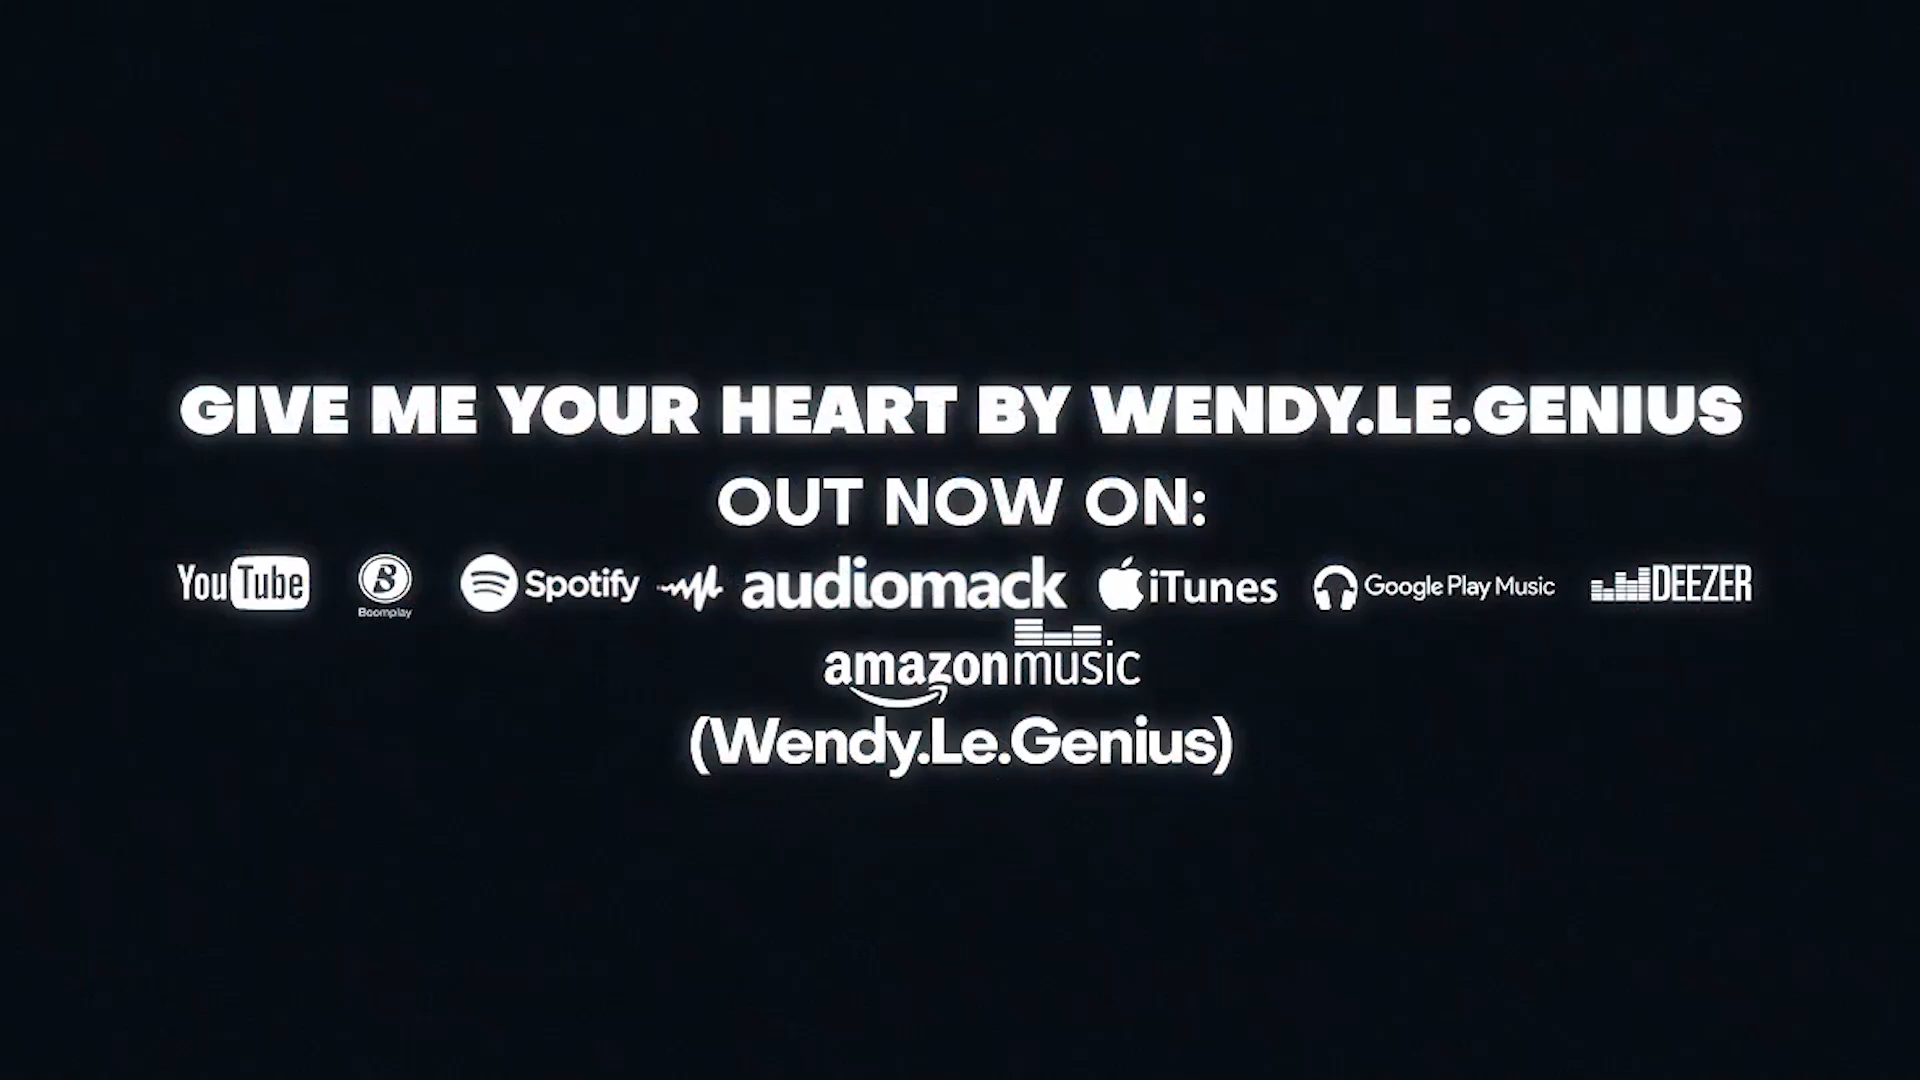 GIVE ME YOUR HEART BY WENDY.LE.GENIUS
OUT NOW ON:
YouTube Boomplay Spotify audiomack iTunes Google Play Music DEEZER
amazonmusic
(Wendy.Le.Genius)